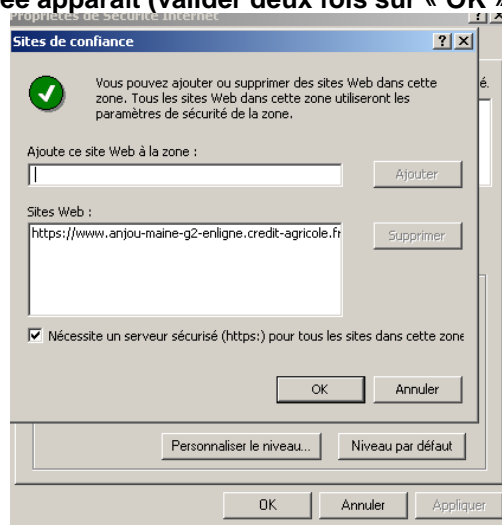 ée apparaît (valider deux fois sur « OK »
Propriétés de Sécurité Internet
Sites de confiance
Vous pouvez ajouter ou supprimer des sites Web dans cette
zone. Tous les sites Web dans cette zone utiliseront les
paramètres de sécurité de la zone.
é.
Ajoute ce site Web à la zone :
Ajouter
Sites Web :
https://www.anjou-maine-g2-enligne.credit-agricole.fr
Supprimer
Nécessite un serveur sécurisé (https:) pour tous les sites dans cette zone
OK Annuler
Personnaliser le niveau... Niveau par défaut
OK Annuler Appliquer